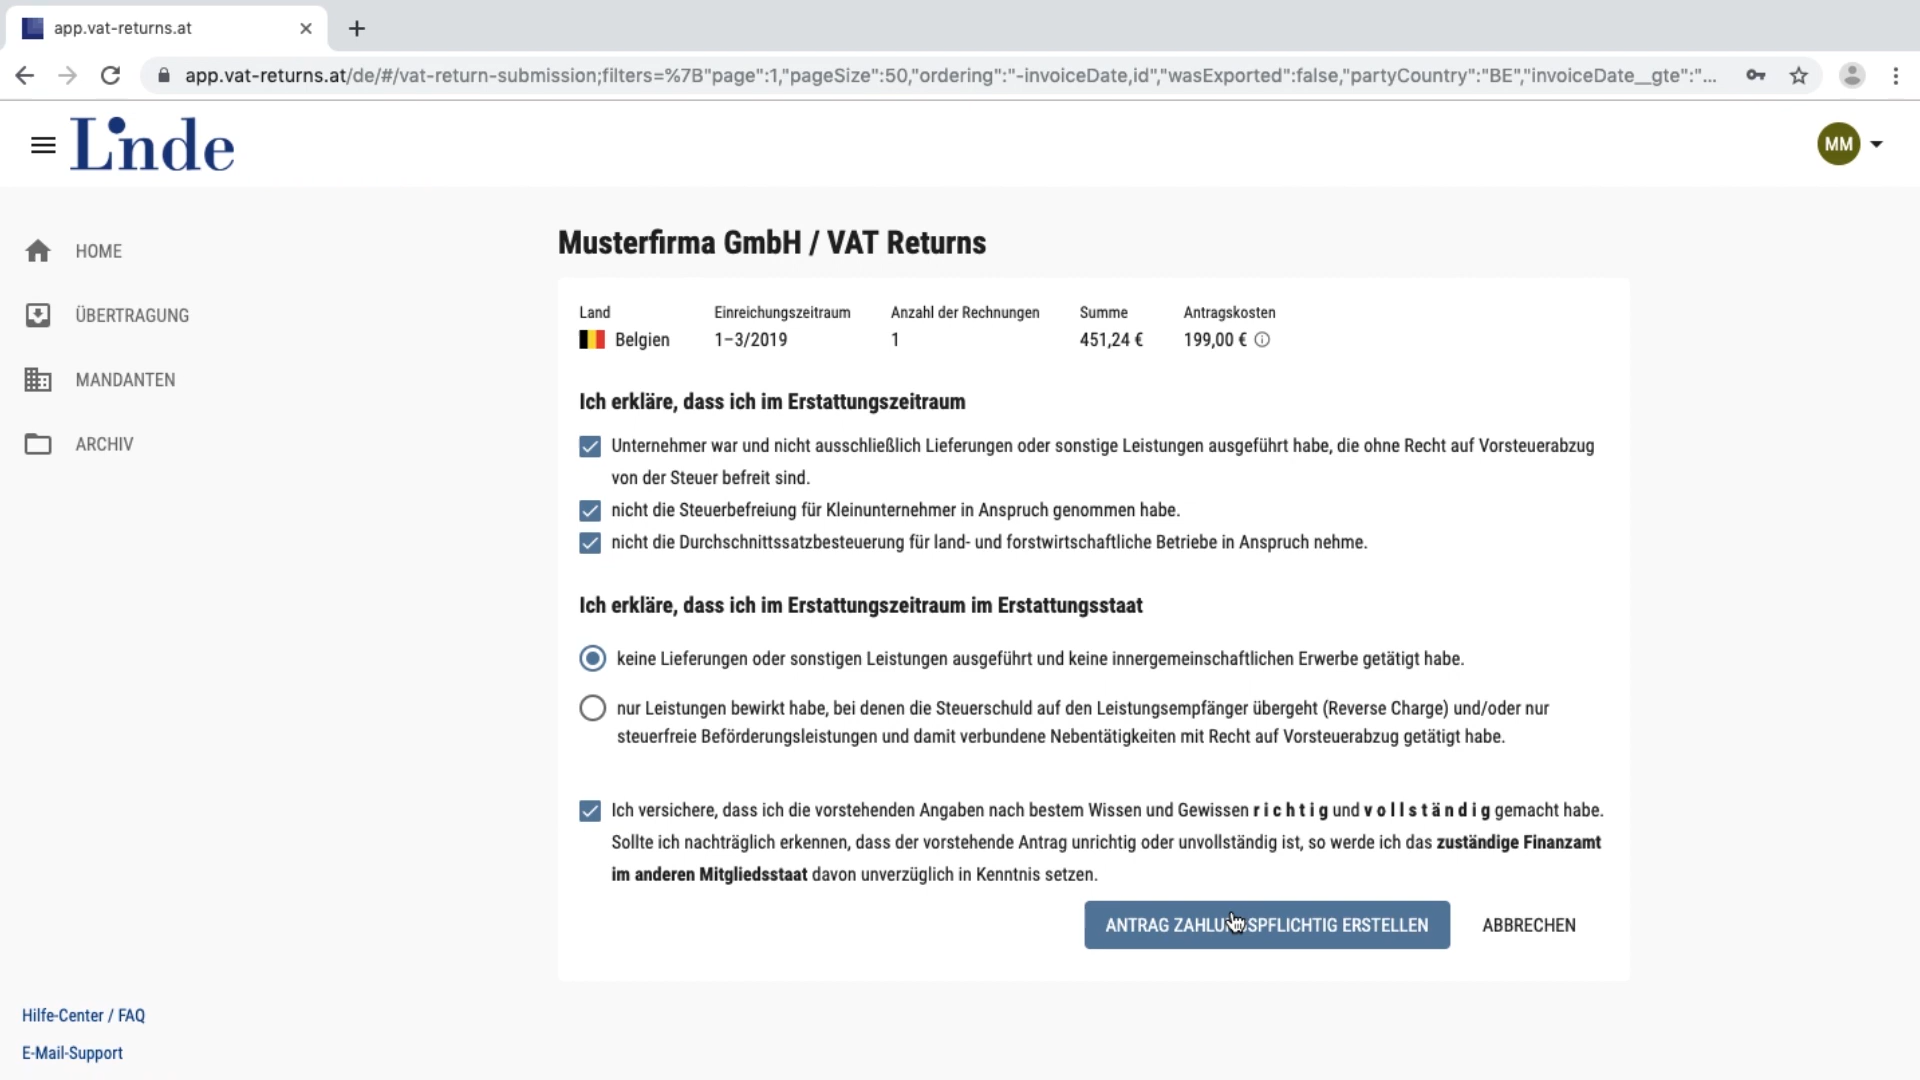 app.vat-returns.at
app.vat-returns.at/de/#/vat-return-submission;filters=%7B"page":1,"pageSize":50,"ordering":"-invoiceDate,id","wasExported":false,"partyCountry":"BE","invoiceDate__gte":"...
Linde
MM
HOME
ÜBERTRAGUNG
MANDANTEN
ARCHIV
Musterfirma GmbH / VAT Returns
Land Einreichungszeitraum Anzahl der Rechnungen Summe Antragskosten
Belgien 1–3/2019 1 451,24 € 199,00 €
Ich erkläre, dass ich im Erstattungszeitraum
Unternehmer war und nicht ausschließlich Lieferungen oder sonstige Leistungen ausgeführt habe, die ohne Recht auf Vorsteuerabzug
von der Steuer befreit sind.
nicht die Steuerbefreiung für Kleinunternehmer in Anspruch genommen habe.
nicht die Durchschnittssatzbesteuerung für land- und forstwirtschaftliche Betriebe in Anspruch nehme.
Ich erkläre, dass ich im Erstattungszeitraum im Erstattungsstaat
keine Lieferungen oder sonstigen Leistungen ausgeführt und keine innergemeinschaftlichen Erwerbe getätigt habe.
nur Leistungen bewirkt habe, bei denen die Steuerschuld auf den Leistungsempfänger übergeht (Reverse Charge) und/oder nur
steuerfreie Beförderungsleistungen und damit verbundene Nebentätigkeiten mit Recht auf Vorsteuerabzug getätigt habe.
Ich versichere, dass ich die vorstehenden Angaben nach bestem Wissen und Gewissen r i c h t i g und v o l l s t ä n d i g gemacht habe.
Sollte ich nachträglich erkennen, dass der vorstehende Antrag unrichtig oder unvollständig ist, so werde ich das zuständige Finanzamt
im anderen Mitgliedsstaat davon unverzüglich in Kenntnis setzen.
ANTRAG ZAHLUNGSPFLICHTIG ERSTELLEN ABBRECHEN
Hilfe-Center / FAQ
E-Mail-Support